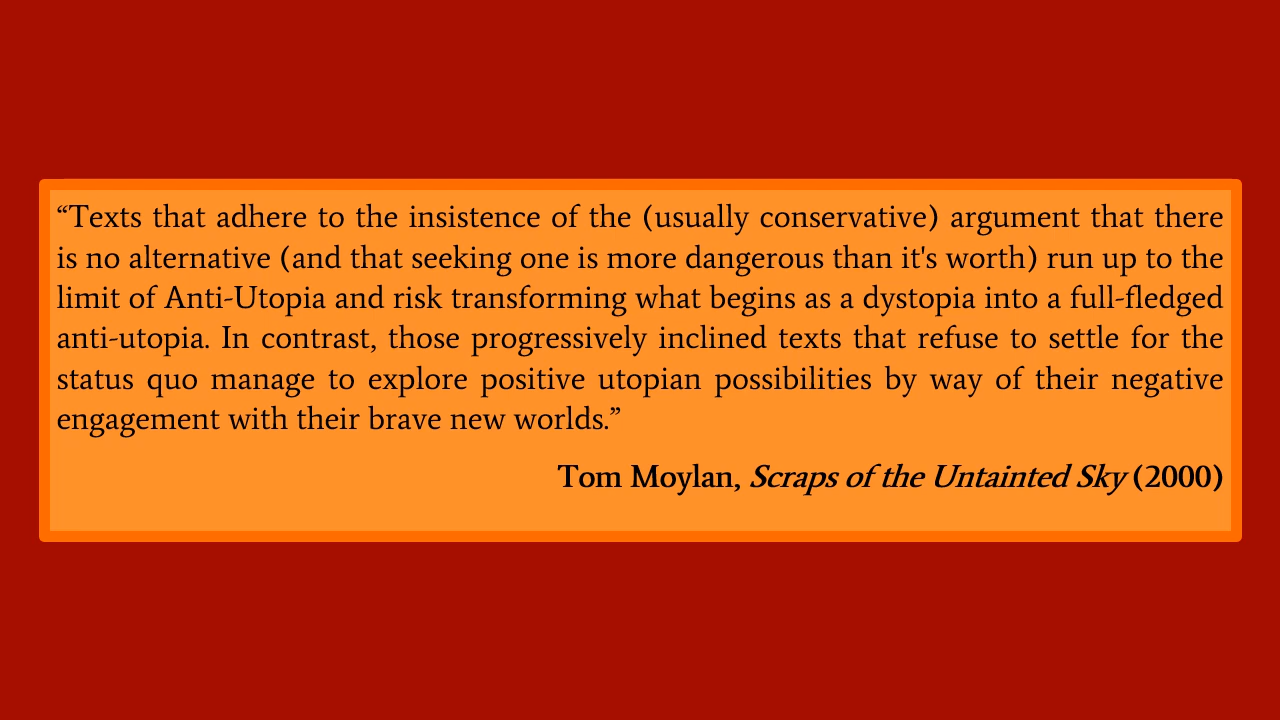 “Texts that adhere to the insistence of the (usually conservative) argument that there
is no alternative (and that seeking one is more dangerous than it's worth) run up to the
limit of Anti-Utopia and risk transforming what begins as a dystopia into a full-fledged
anti-utopia. In contrast, those progressively inclined texts that refuse to settle for the
status quo manage to explore positive utopian possibilities by way of their negative
engagement with their brave new worlds.”
Tom Moylan, Scraps of the Untainted Sky (2000)